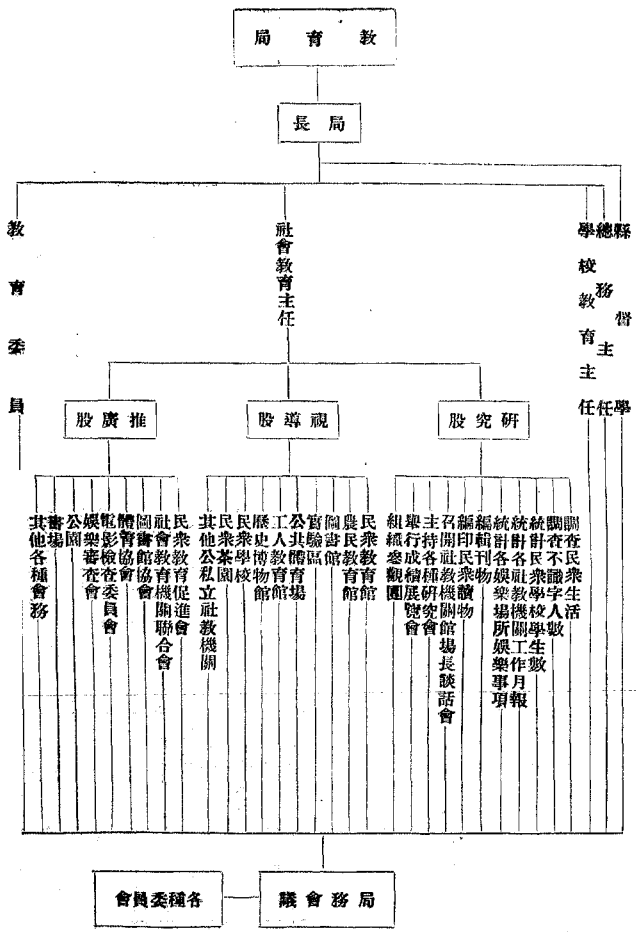 教育局
局長
縣督學
總務主任
學校教育主任
社會教育主任
教育委員
研究股
視導股
推廣股
調查民衆生活
調查不識字人數
統計民衆學校學生數
統計各社教機關工作月報
統計各娛樂場所娛樂事項
編輯刊物
編印民衆讀物
召開社教機關館場長談話會
主持各種研究會
舉行成績展覽會
組織參觀團
民衆教育館
農民教育館
圖書館
實驗區
公共體育場
工人教育館
歷史博物館
民衆學校
民衆茶園
其他公私立社教機關
民衆教育促進會
社會教育機關聯合會
圖書館協會
體育協會
電影檢查委員會
娛樂審查會
公園
書場
其他各種會務
局務會議
各種委員會